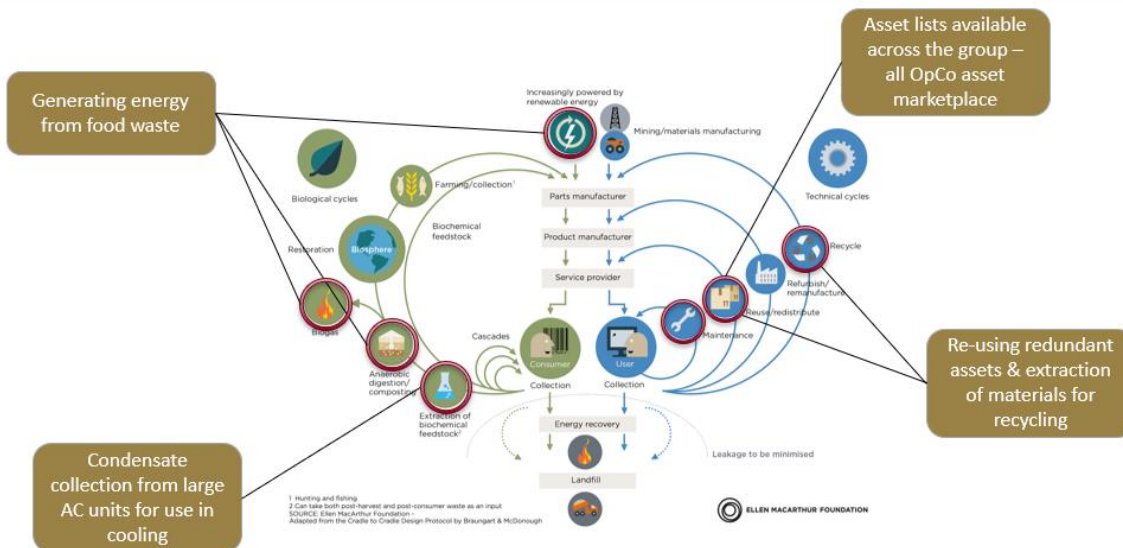 Asset lists available
across the group –
all OpCo asset
marketplace
Generating energy
from food waste
Increasingly powered by
renewable energy
Mining/materials manufacturing
Biological cycles
Technical cycles
Farming/collection¹
Parts manufacturer
Biochemical
feedstock
Product manufacturer
Restoration
Biosphere
Recycle
Service provider
Refurbish/
remanufacture
Biogas
Reuse/redistribute
Cascades
Maintenance
Consumer
User
Anaerobic
digestion/
composting
Collection
Collection
Extraction of
biochemical
feedstock²
Re-using redundant
assets & extraction
of materials for
recycling
Energy recovery
Leakage to be minimised
Landfill
Condensate
collection from large
AC units for use in
cooling
1 Hunting and fishing
2 Can take both post-harvest and post-consumer waste as an input
SOURCE: Ellen MacArthur Foundation -
Adapted from the Cradle to Cradle Design Protocol by Braungart & McDonough
ELLEN MACARTHUR FOUNDATION